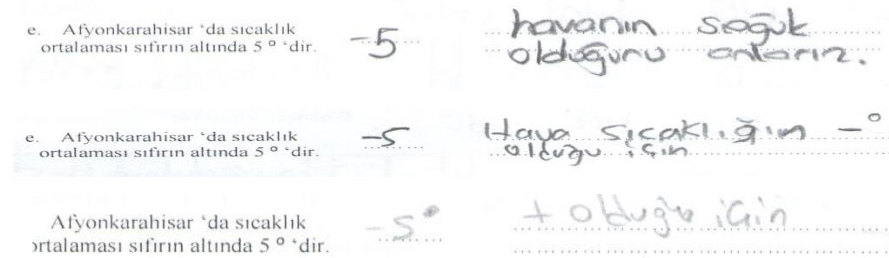 e. Afyonkarahisar 'da sıcaklık
ortalaması sıfırın altında 5 ° 'dir.
-5
havanın soğuk
olduğunu anlarız.
e. Afyonkarahisar 'da sıcaklık
ortalaması sıfırın altında 5 ° 'dir.
-5
Hava sıcaklığın -°
olduğu için
Afyonkarahisar 'da sıcaklık
ortalaması sıfırın altında 5 ° 'dir.
-5°
+ olduğu için